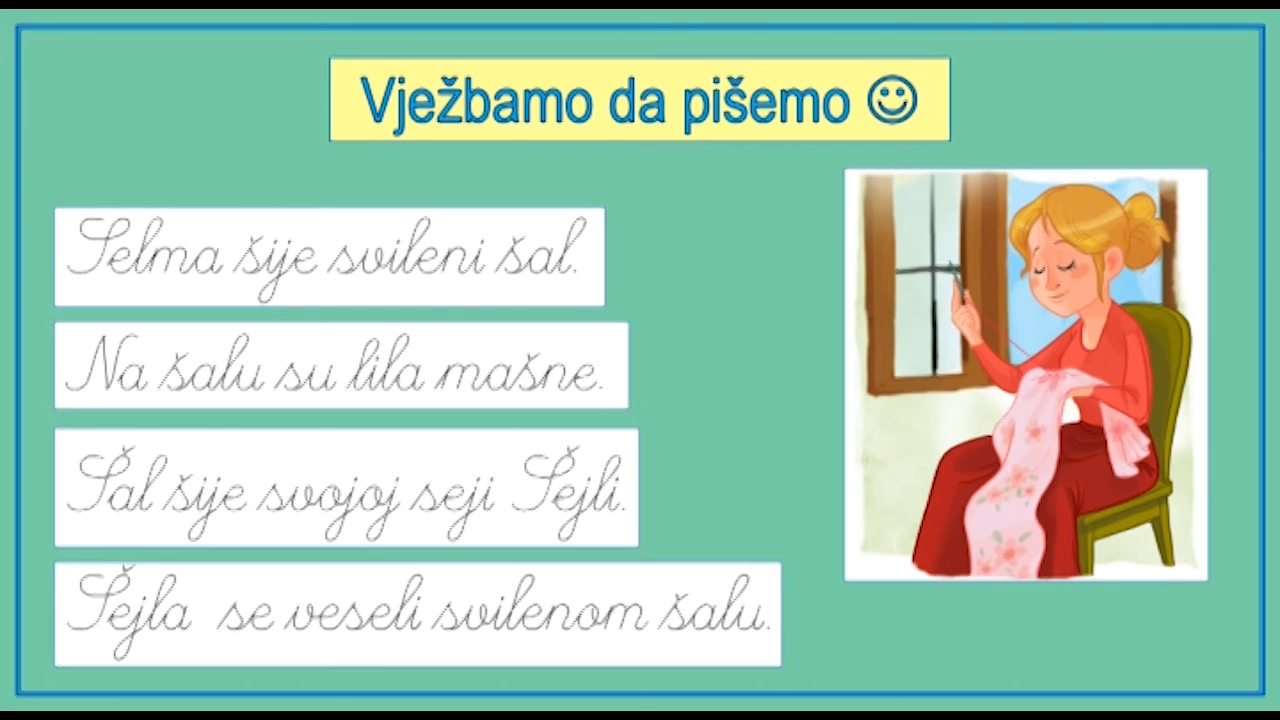 Vježbamo da pišemo ☺
Selma šije svileni šal.
Na šalu su lila mašne.
Šal šije svojoj seji Šejli.
Šejla se veseli svilenom šalu.